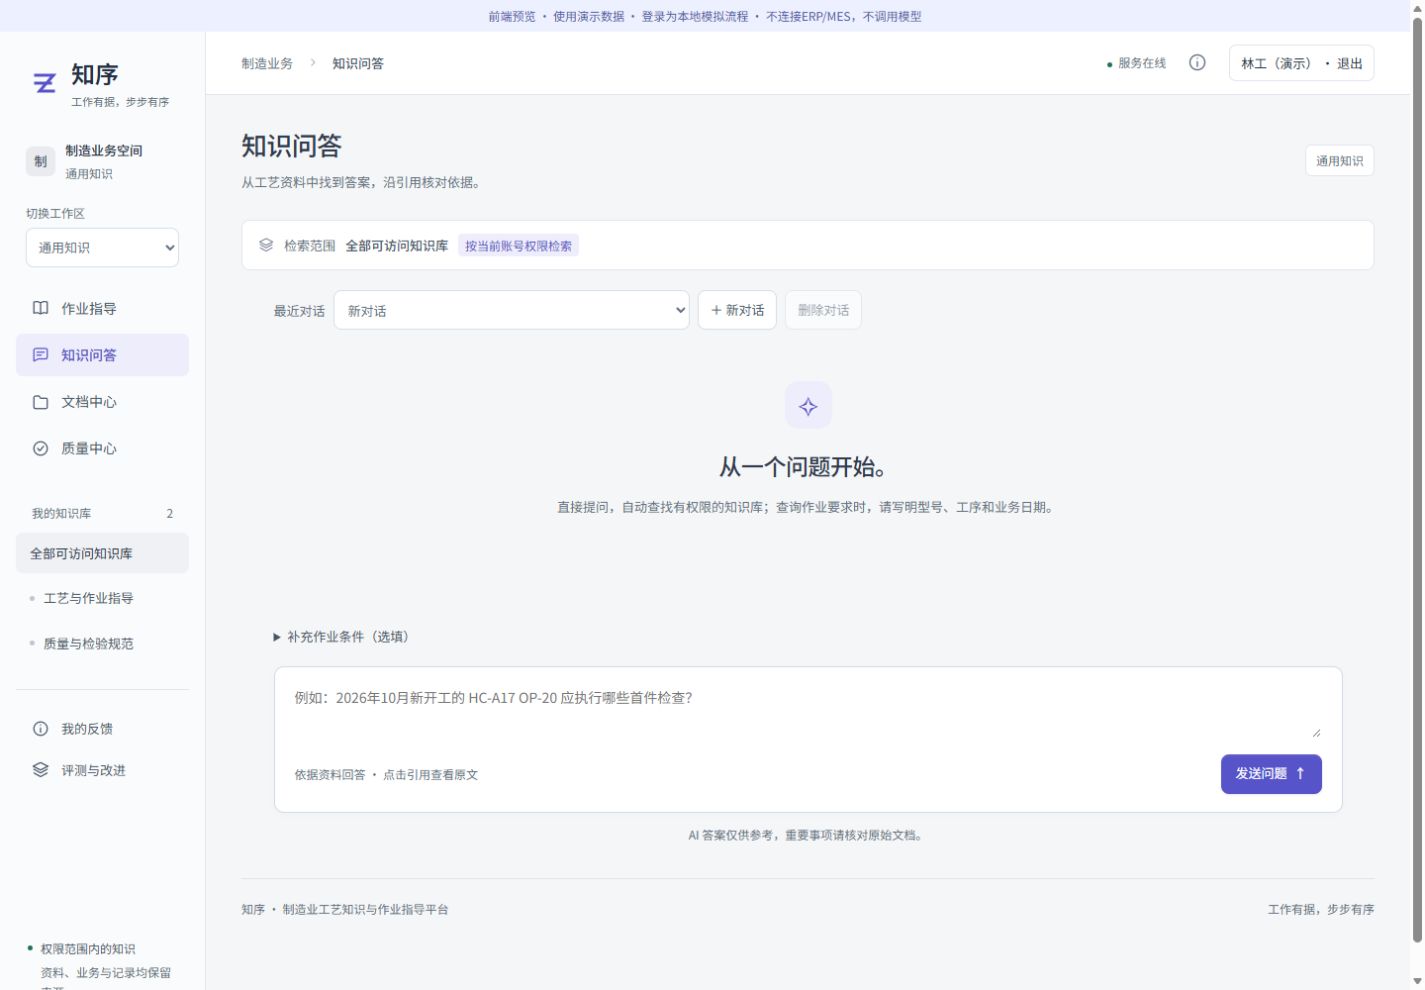 前端预览 · 使用演示数据 · 登录为本地模拟流程 · 不连接ERP/MES，不调用模型
知序
工作有据，步步有序
制
制造业务空间
通用知识
切换工作区
通用知识
作业指导
知识问答
文档中心
质量中心
我的知识库 2
全部可访问知识库
工艺与作业指导
质量与检验规范
我的反馈
评测与改进
权限范围内的知识
资料、业务与记录均保留
制造业务 › 知识问答
服务在线
林工（演示） · 退出
知识问答
从工艺资料中找到答案，沿引用核对依据。
通用知识
检索范围 全部可访问知识库 按当前账号权限检索
最近对话 新对话 + 新对话 删除对话
从一个问题开始。
直接提问，自动查找有权限的知识库；查询作业要求时，请写明型号、工序和业务日期。
补充作业条件（选填）
例如：2026年10月新开工的 HC-A17 OP-20 应执行哪些首件检查？
依据资料回答 · 点击引用查看原文
发送问题 ↑
AI 答案仅供参考，重要事项请核对原始文档。
知序 · 制造业工艺知识与作业指导平台
工作有据，步步有序